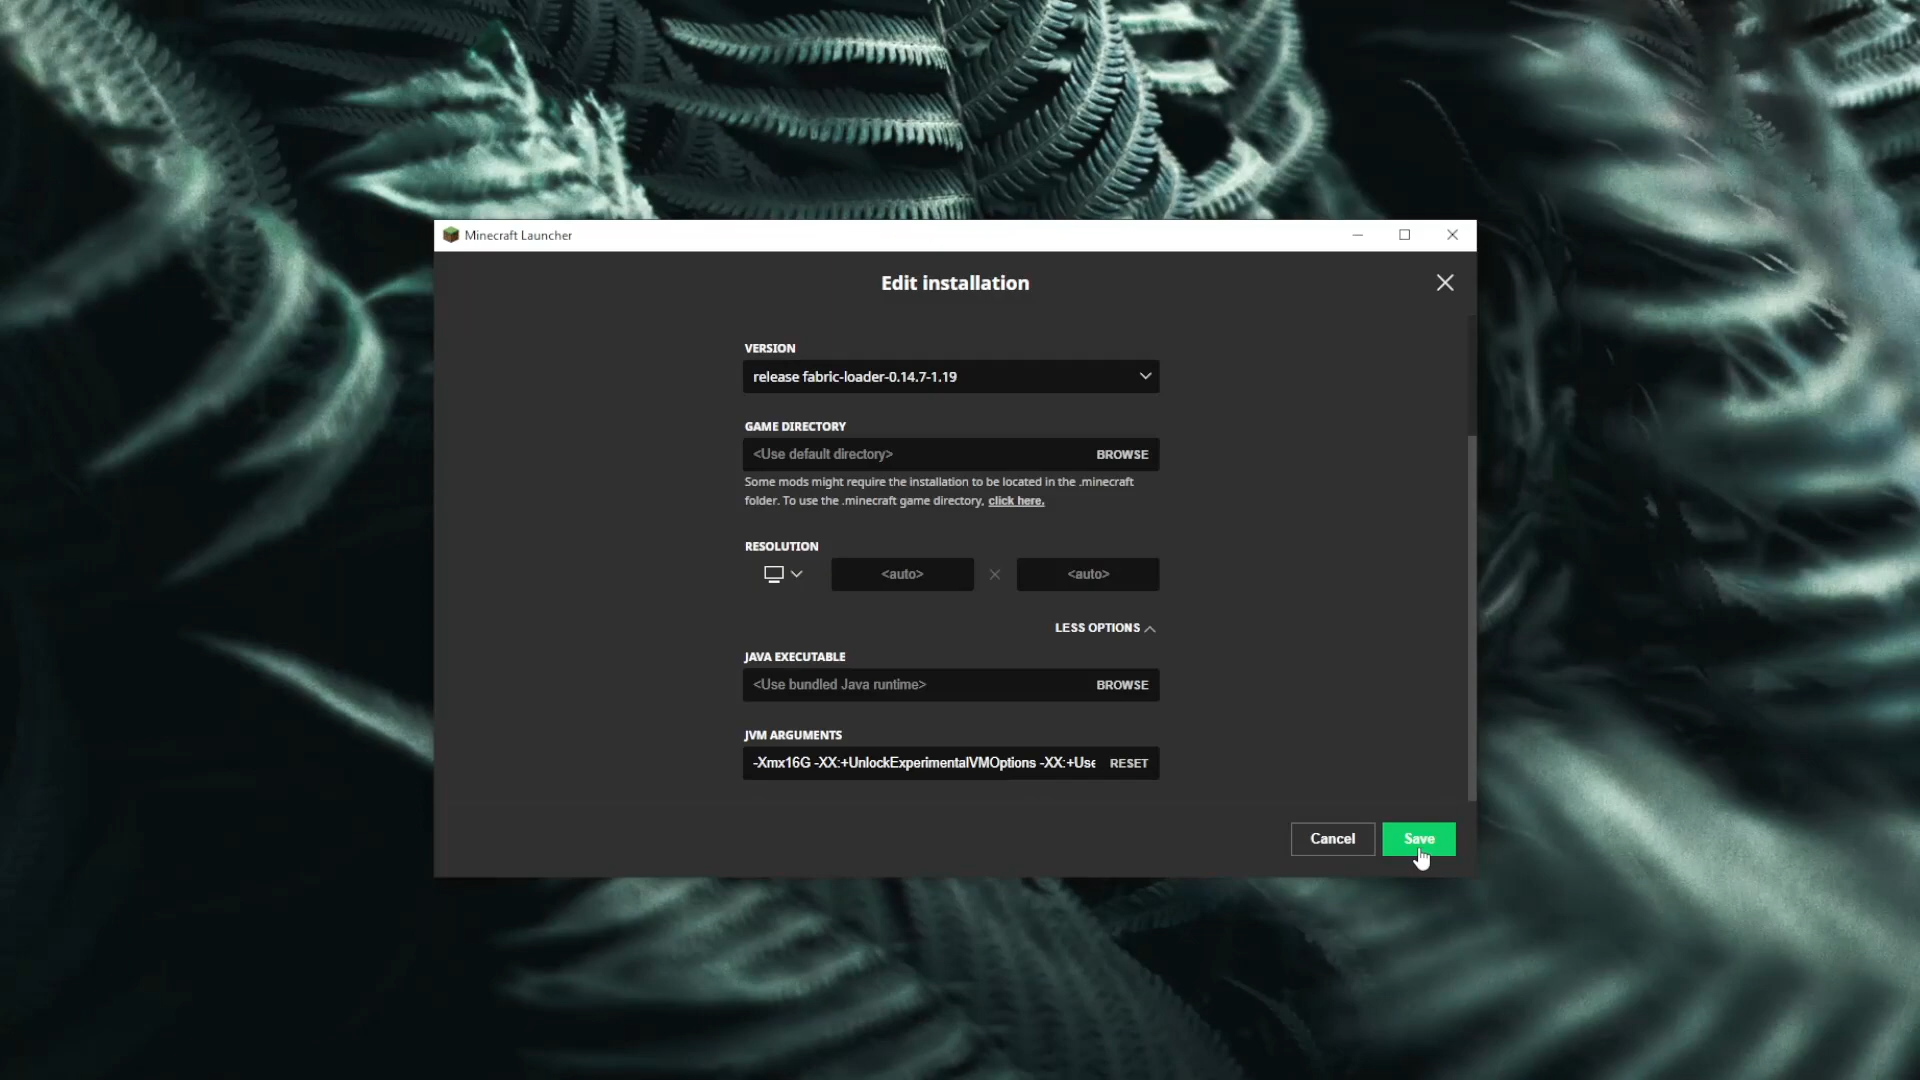 Minecraft Launcher
Edit installation
VERSION
release fabric-loader-0.14.7-1.19
GAME DIRECTORY
<Use default directory>
BROWSE
Some mods might require the installation to be located in the .minecraft
folder. To use the .minecraft game directory, click here.
RESOLUTION
<auto>
<auto>
LESS OPTIONS
JAVA EXECUTABLE
<Use bundled Java runtime>
BROWSE
JVM ARGUMENTS
-Xmx16G -XX:+UnlockExperimentalVMOptions -XX:+Use
RESET
Cancel
Save